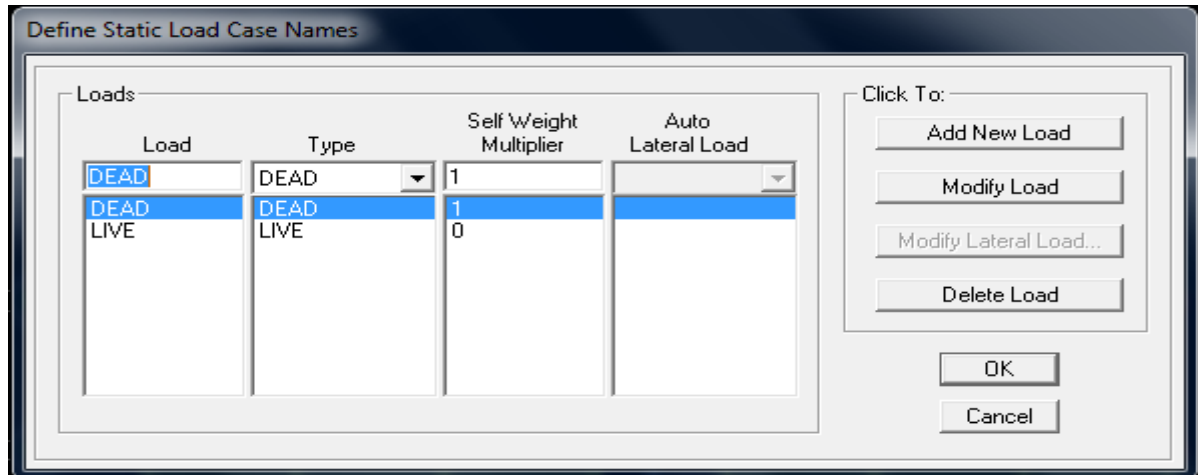 Define Static Load Case Names
Loads
Load Type Self Weight Multiplier Auto Lateral Load
DEAD DEAD 1
DEAD DEAD 1
LIVE LIVE 0
Click To:
Add New Load
Modify Load
Modify Lateral Load...
Delete Load
OK
Cancel